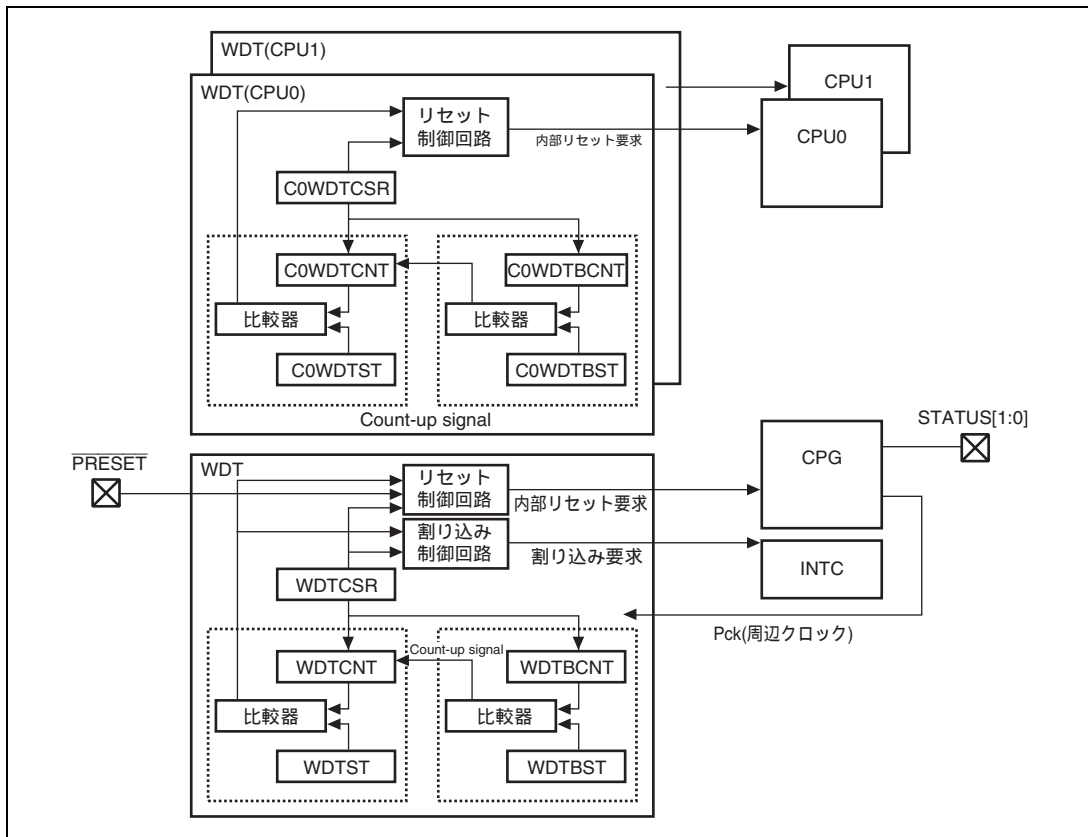 WDT(CPU1)
WDT(CPU0)
リセット
制御回路
内部リセット要求
CPU1
CPU0
C0WDTCSR
C0WDTCNT
C0WDTBCNT
比較器
比較器
C0WDTST
C0WDTBST
Count-up signal
PRESET
WDT
リセット
制御回路
内部リセット要求
割り込み
制御回路
割り込み要求
CPG
STATUS[1:0]
INTC
Pck(周辺クロック)
WDTCSR
Count-up signal
WDTCNT
WDTBCNT
比較器
比較器
WDTST
WDTBST